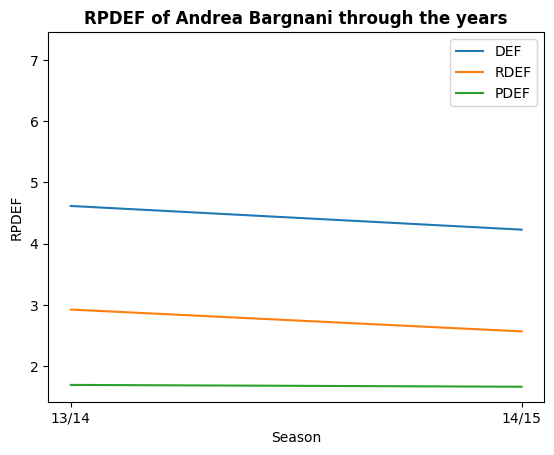 RPDEF of Andrea Bargnani through the years
DEF
RDEF
PDEF
7
6
5
4
3
2
RPDEF
13/14
14/15
Season